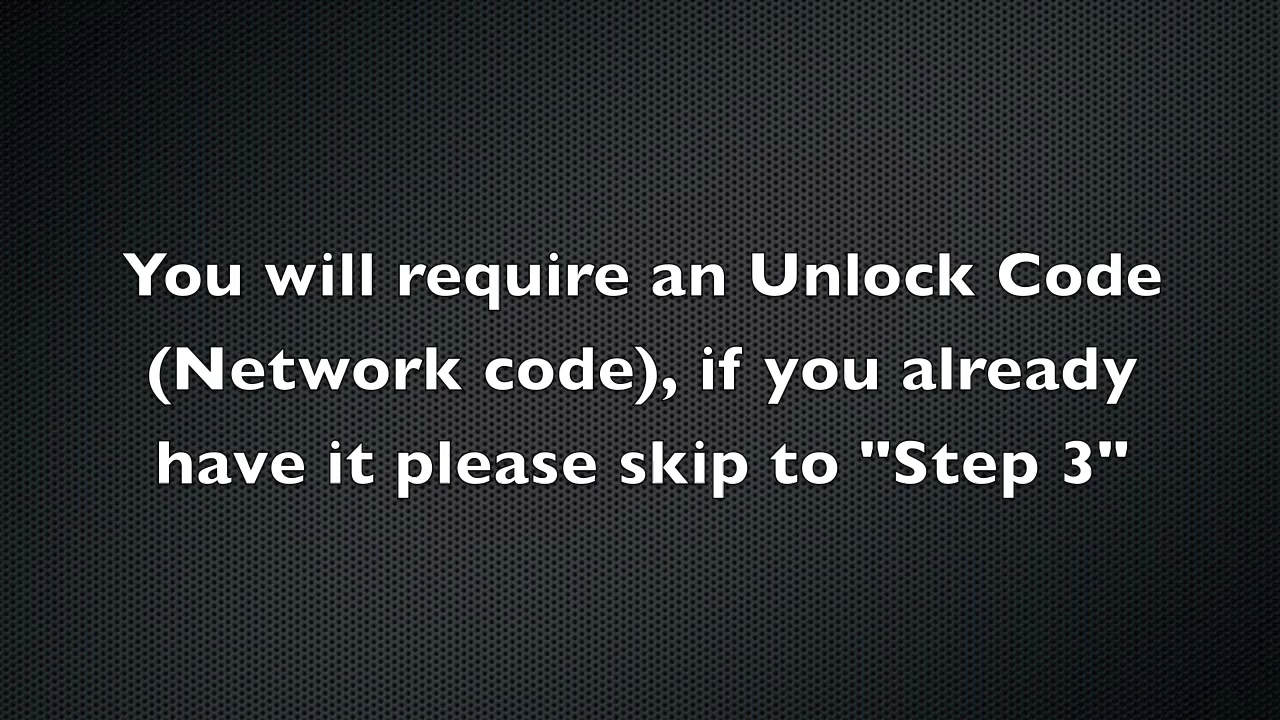 You will require an Unlock Code
(Network code), if you already
have it please skip to "Step 3"